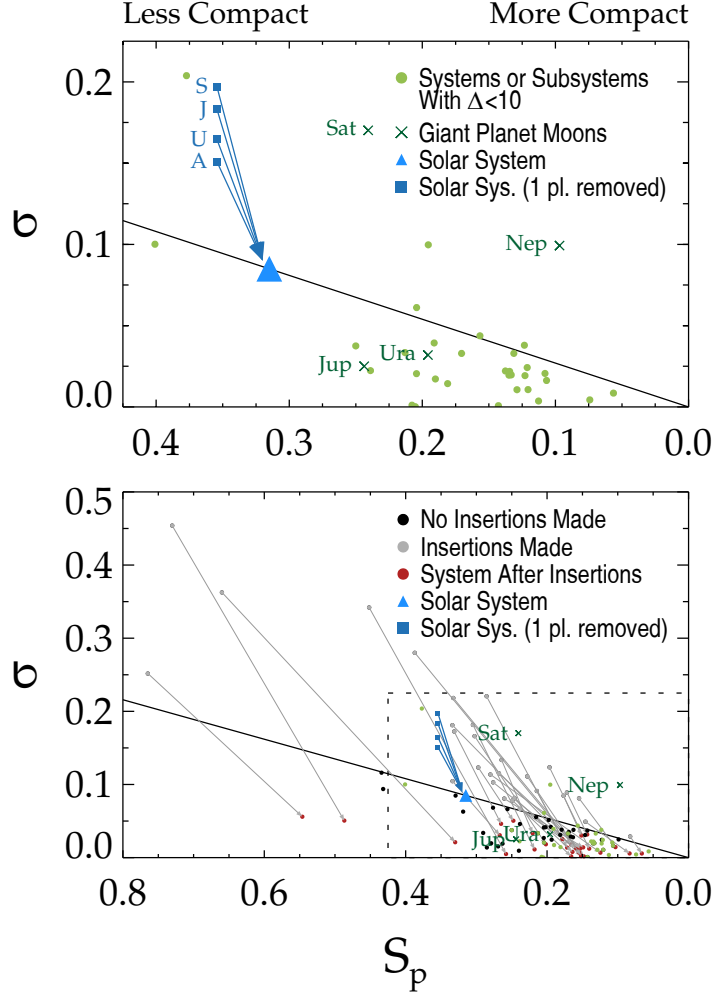 Less Compact More Compact
0.2
0.1
0.0
σ
S
J
U
A
Sat
Nep
Ura
Jup
Systems or Subsystems
With Δ<10
Giant Planet Moons
Solar System
Solar Sys. (1 pl. removed)
0.4 0.3 0.2 0.1 0.0
0.5
0.4
0.3
0.2
0.1
0.0
σ
No Insertions Made
Insertions Made
System After Insertions
Solar System
Solar Sys. (1 pl. removed)
Sat
Nep
Jup
Ura
0.8 0.6 0.4 0.2 0.0
Sp